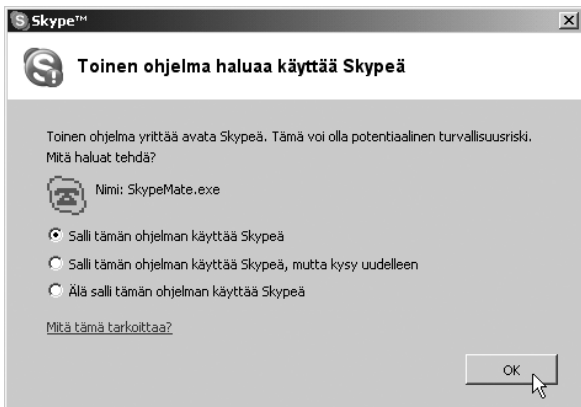 Skype™
Toinen ohjelma haluaa käyttää Skypeä
Toinen ohjelma yrittää avata Skypeä. Tämä voi olla potentiaalinen turvallisuusriski.
Mitä haluat tehdä?
Nimi: SkypeMate.exe
Salli tämän ohjelman käyttää Skypeä
Salli tämän ohjelman käyttää Skypeä, mutta kysy uudelleen
Älä salli tämän ohjelman käyttää Skypeä
Mitä tämä tarkoittaa?
OK